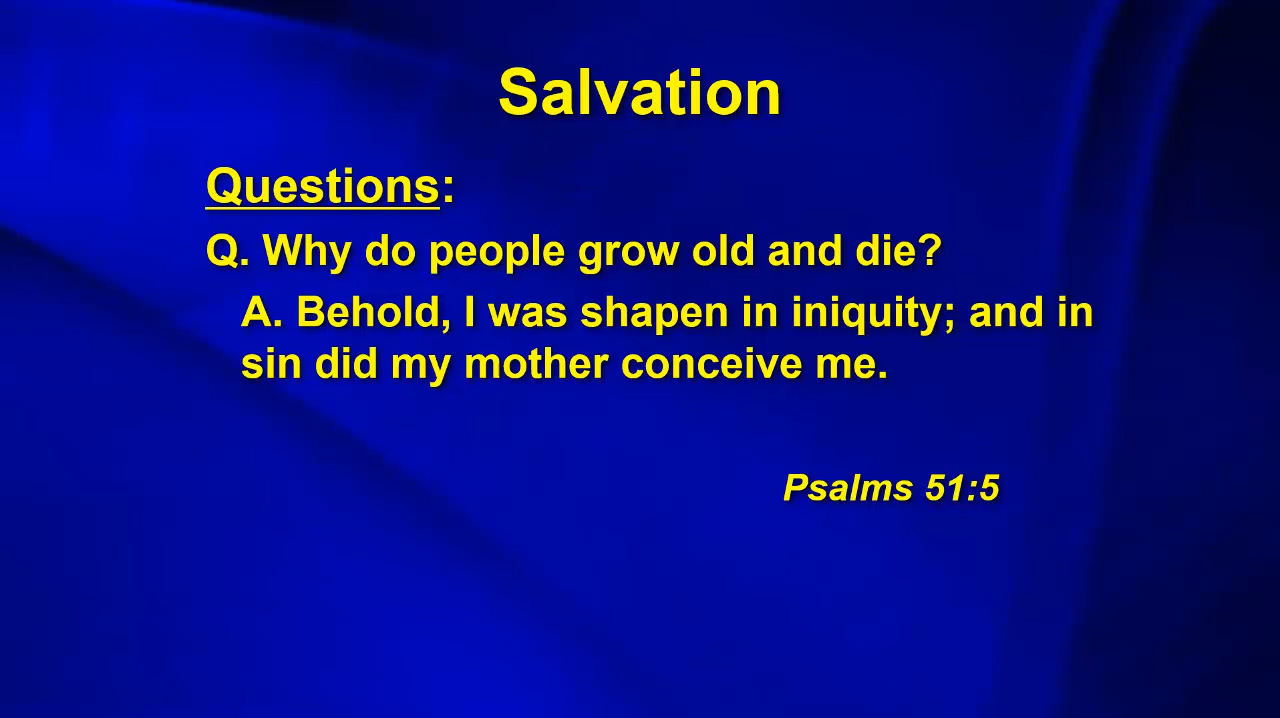 Salvation
Questions:
Q. Why do people grow old and die?
A. Behold, I was shapen in iniquity; and in
sin did my mother conceive me.
Psalms 51:5